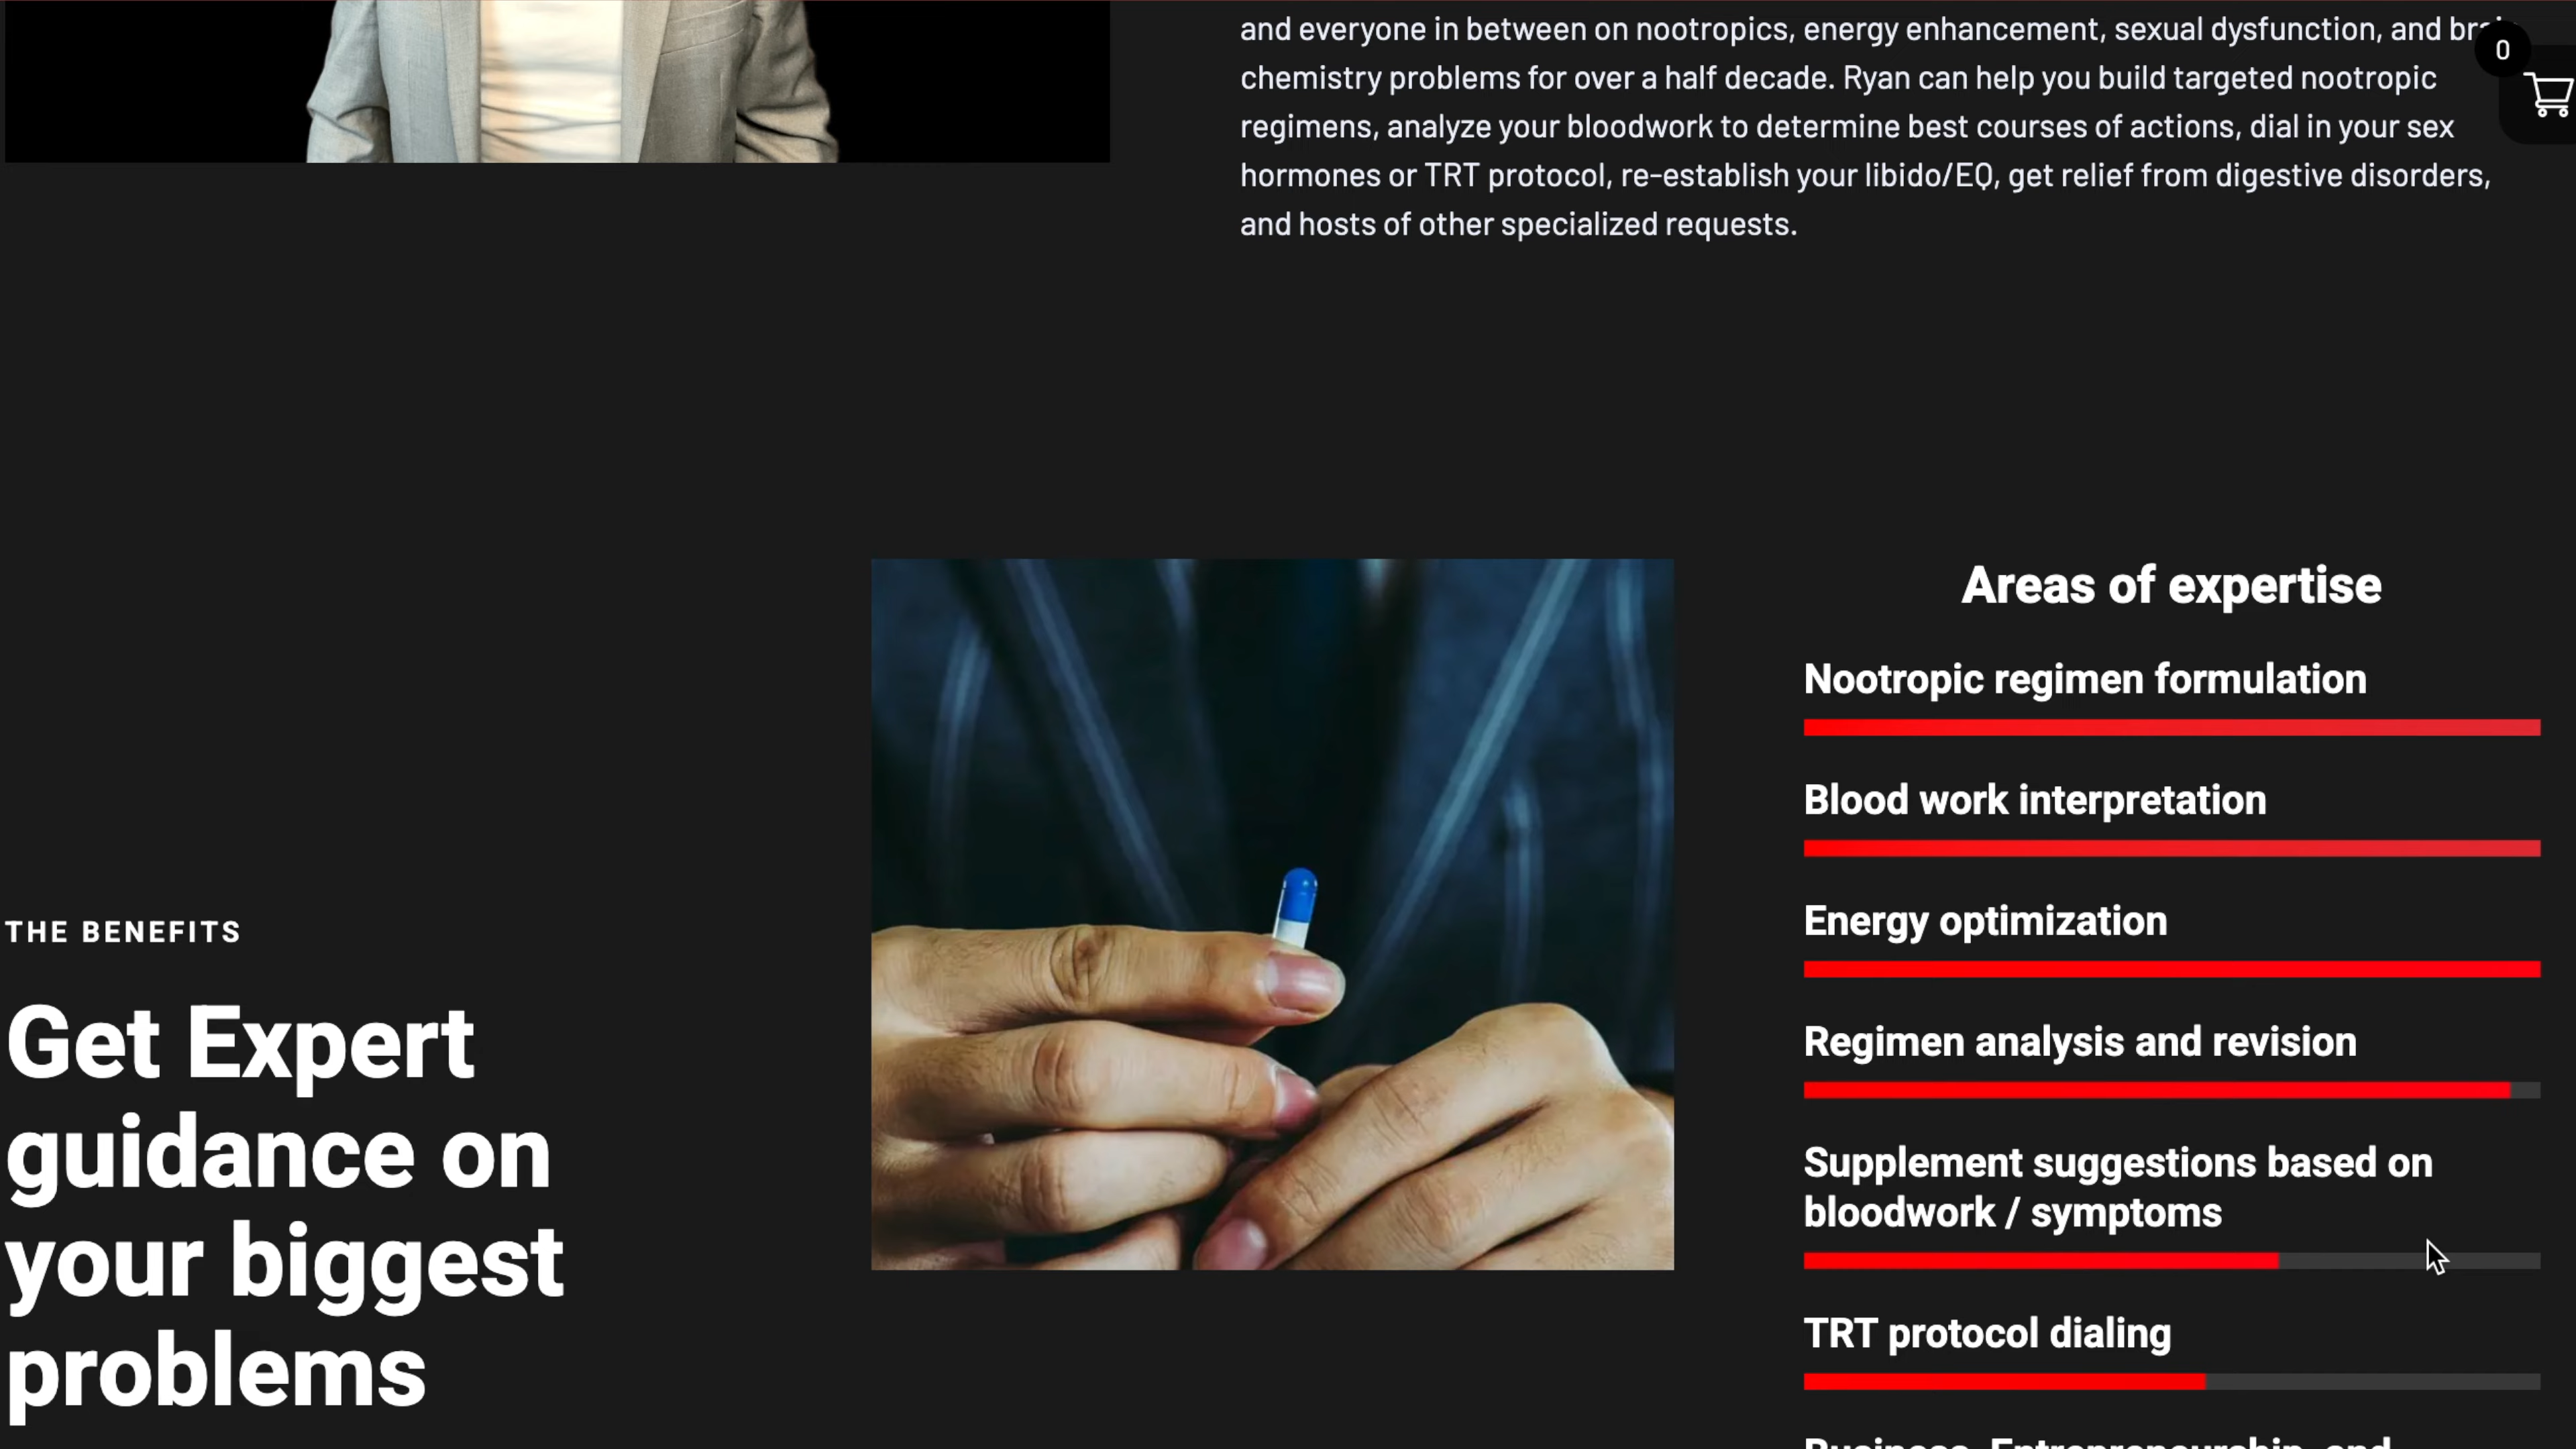 and everyone in between on nootropics, energy enhancement, sexual dysfunction, and
chemistry problems for over a half decade. Ryan can help you build targeted nootropic
regimens, analyze your bloodwork to determine best courses of actions, dial in your sex
hormones or TRT protocol, re-establish your libido/EQ, get relief from digestive disorders,
and hosts of other specialized requests.
0
Areas of expertise
Nootropic regimen formulation
Blood work interpretation
Energy optimization
Regimen analysis and revision
Supplement suggestions based on
bloodwork / symptoms
TRT protocol dialing
THE BENEFITS
Get Expert
guidance on
your biggest
problems